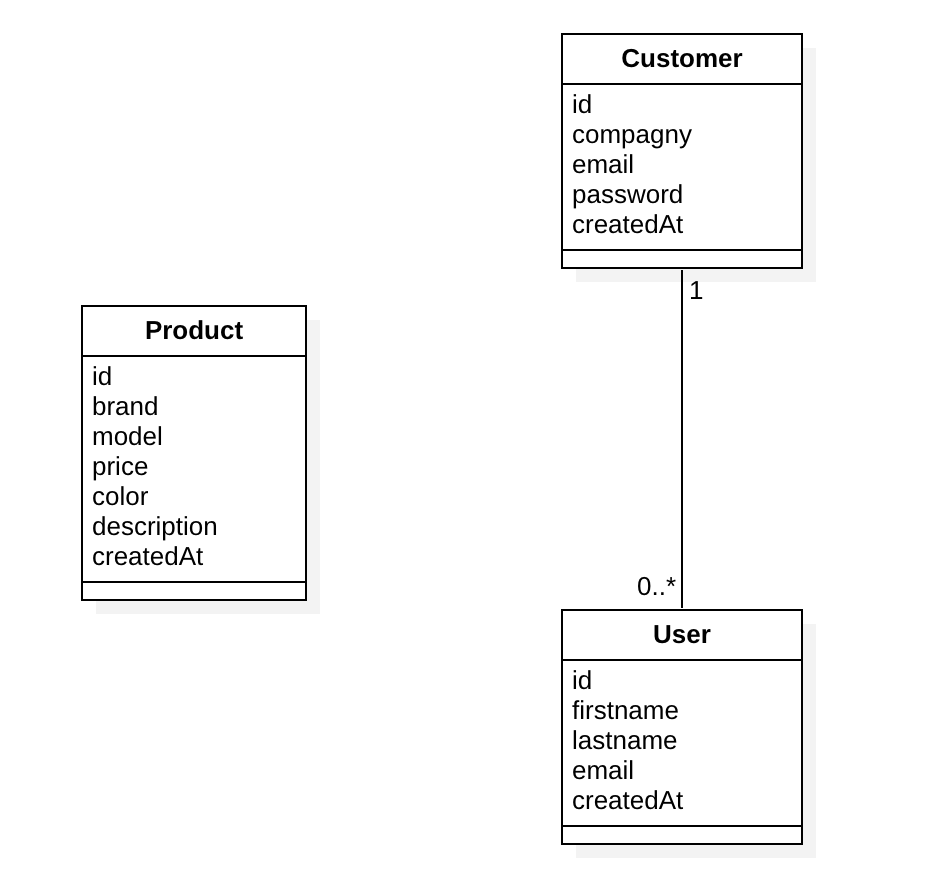 Customer
id
compagny
email
password
createdAt
1
Product
id
brand
model
price
color
description
createdAt
0..*
User
id
firstname
lastname
email
createdAt